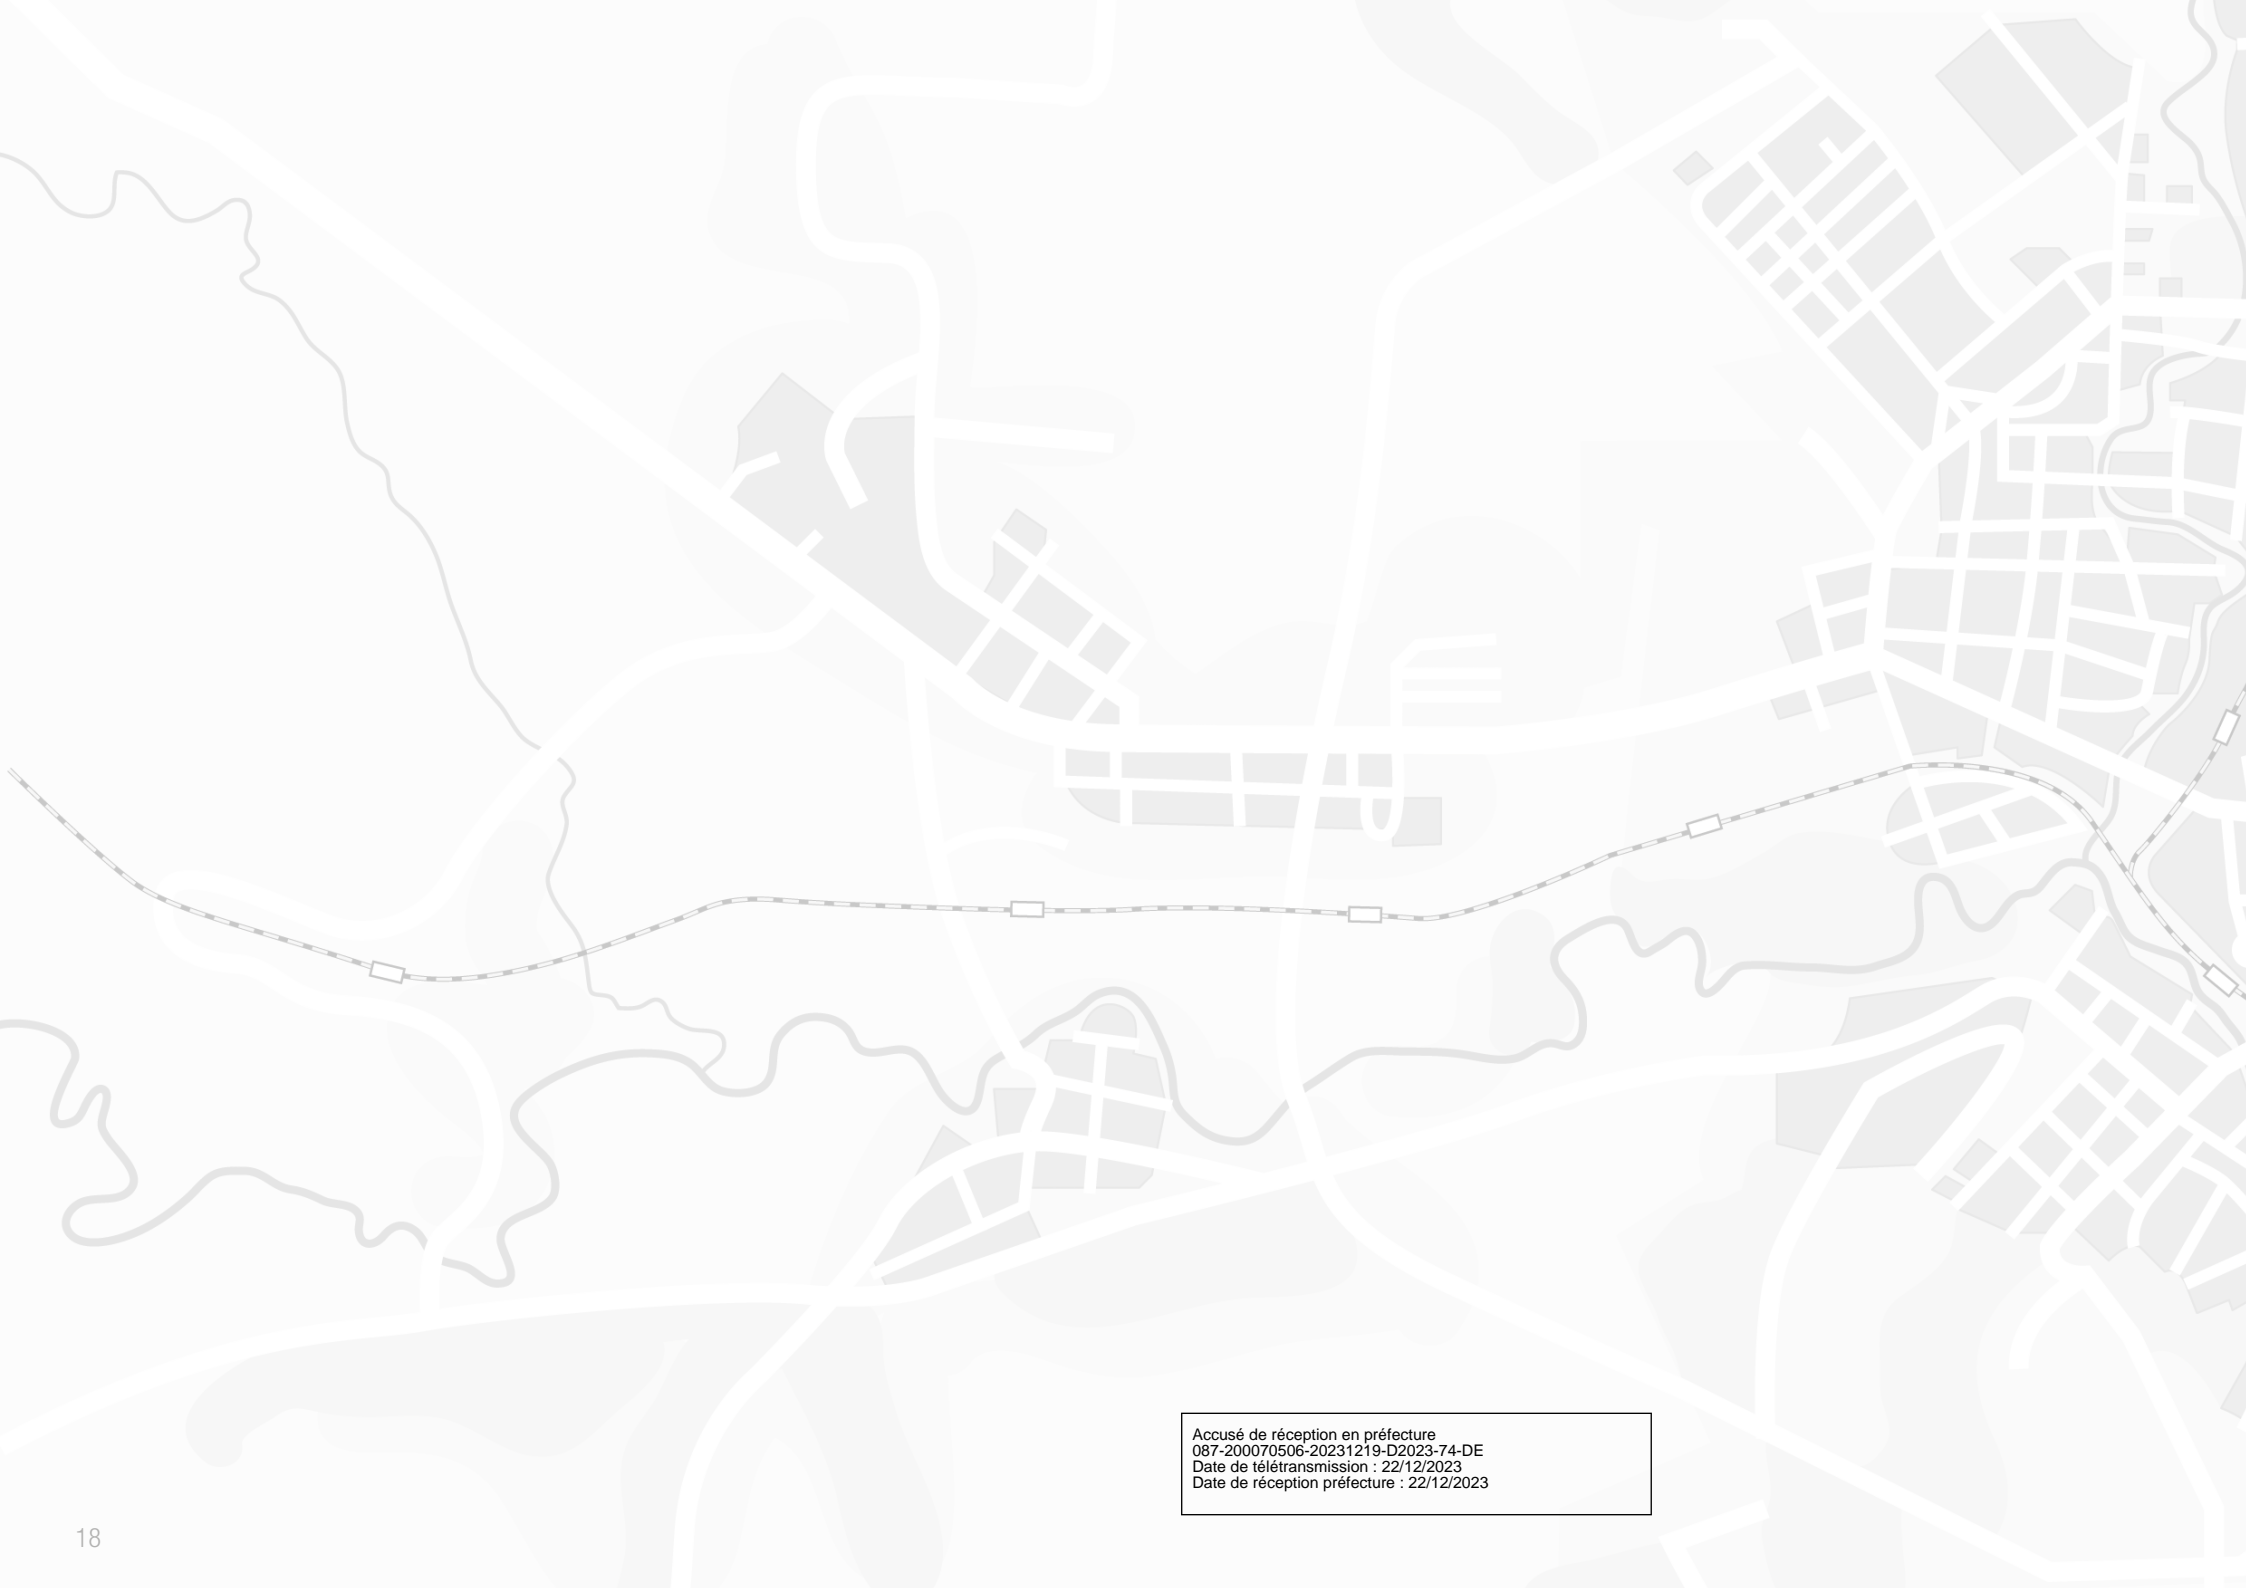 Accusé de réception en préfecture
087-200070506-20231219-D2023-74-DE
Date de télétransmission : 22/12/2023
Date de réception préfecture : 22/12/2023
18